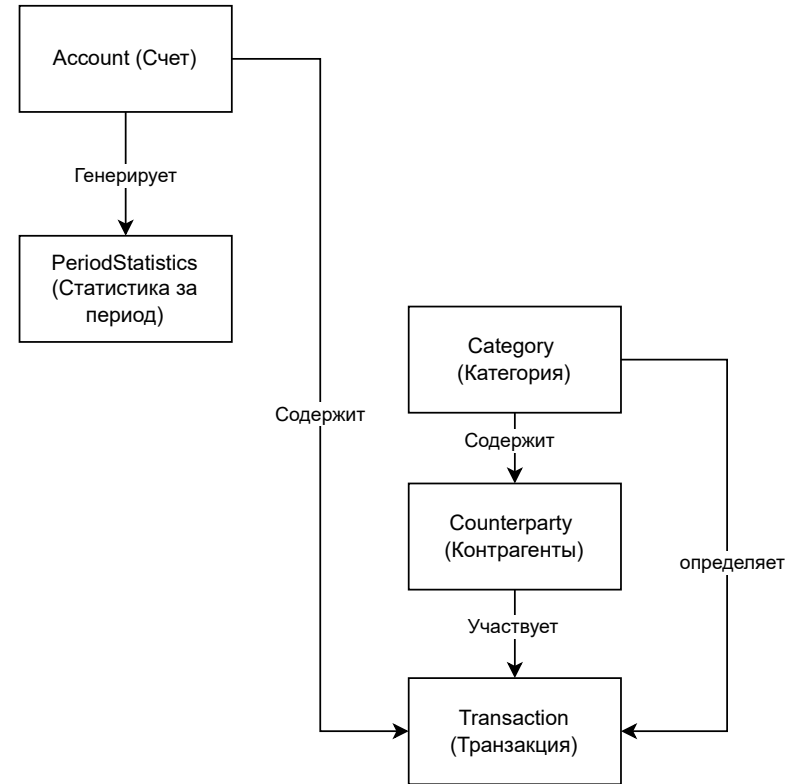 Account (Счет)
Генерирует
PeriodStatistics
(Статистика за
период)
Содержит
Category
(Категория)
Содержит
Counterparty
(Контрагенты)
определяет
Участвует
Transaction
(Транзакция)